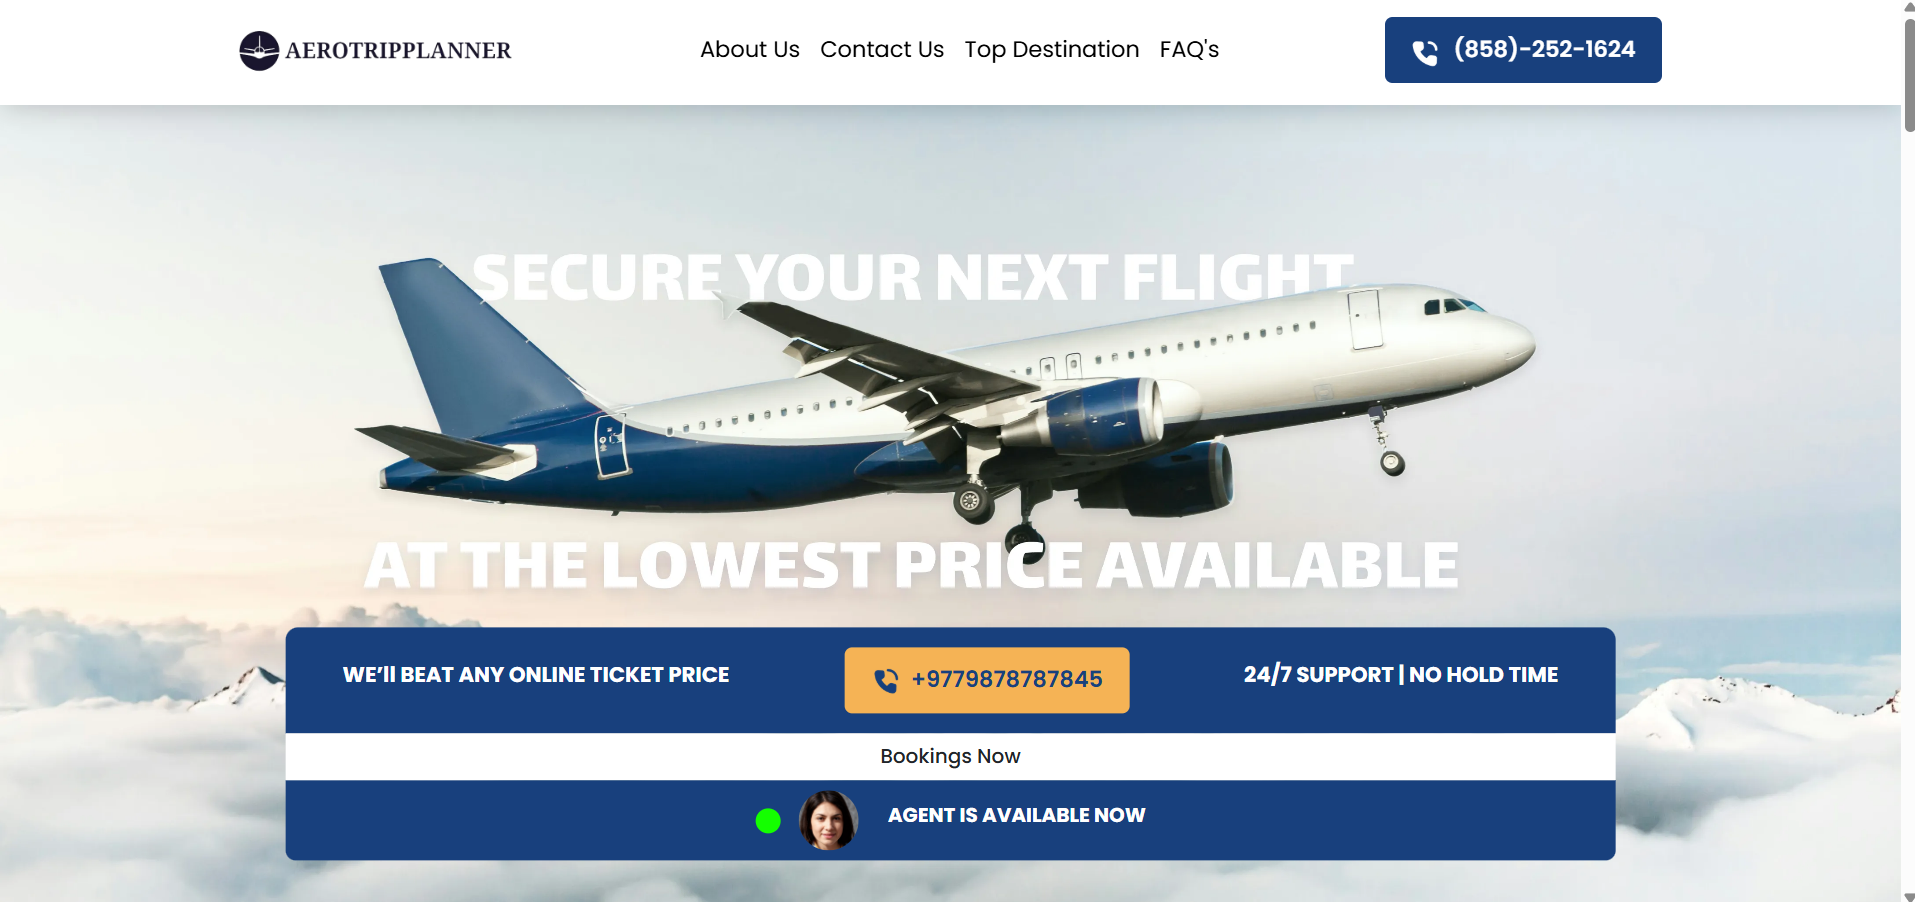 AEROTRIPPLANNER
About Us Contact Us Top Destination FAQ's
(858)-252-1624
SECURE YOUR NEXT FLIGHT
AT THE LOWEST PRICE AVAILABLE
WE'll BEAT ANY ONLINE TICKET PRICE
+9779878787845
24/7 SUPPORT | NO HOLD TIME
Bookings Now
AGENT IS AVAILABLE NOW